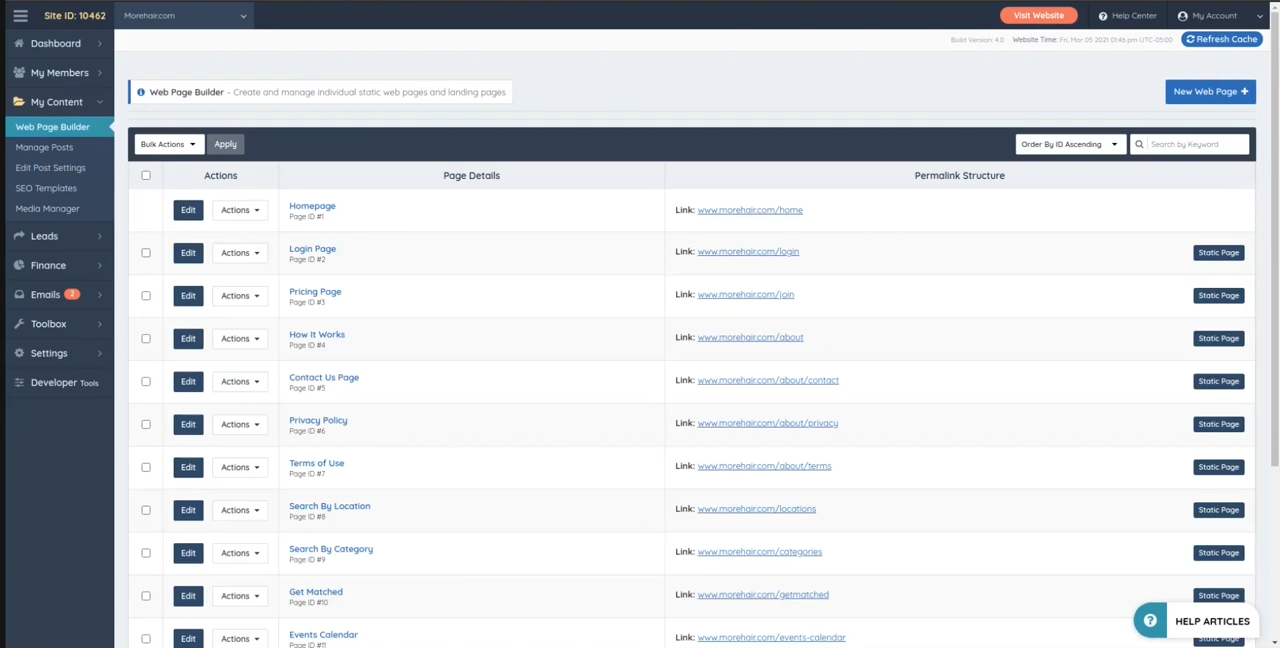 Site ID: 10462
Morehair.com
Visit Website
Help Center
My Account
Build Version: 4.0 Website Time: Fri, Mar 05 2021 01:46 pm UTC-05:00
Refresh Cache
Dashboard
My Members
My Content
Web Page Builder
Manage Posts
Edit Post Settings
SEO Templates
Media Manager
Leads
Finance
Emails 2
Toolbox
Settings
Developer Tools
Web Page Builder - Create and manage individual static web pages and landing pages
New Web Page +
Bulk Actions
Apply
Order By ID Ascending
Search by Keyword
Actions Page Details Permalink Structure
Edit Actions Homepage Link: www.morehair.com/home
Page ID #1
Edit Actions Login Page Link: www.morehair.com/login Static Page
Page ID #2
Edit Actions Pricing Page Link: www.morehair.com/join Static Page
Page ID #3
Edit Actions How It Works Link: www.morehair.com/about Static Page
Page ID #4
Edit Actions Contact Us Page Link: www.morehair.com/about/contact Static Page
Page ID #5
Edit Actions Privacy Policy Link: www.morehair.com/about/privacy Static Page
Page ID #6
Edit Actions Terms of Use Link: www.morehair.com/about/terms Static Page
Page ID #7
Edit Actions Search By Location Link: www.morehair.com/locations Static Page
Page ID #8
Edit Actions Search By Category Link: www.morehair.com/categories Static Page
Page ID #9
Edit Actions Get Matched Link: www.morehair.com/getmatched Static Page
Page ID #10
Edit Actions Events Calendar Link: www.morehair.com/events-calendar Static Page
Page ID #11
HELP ARTICLES